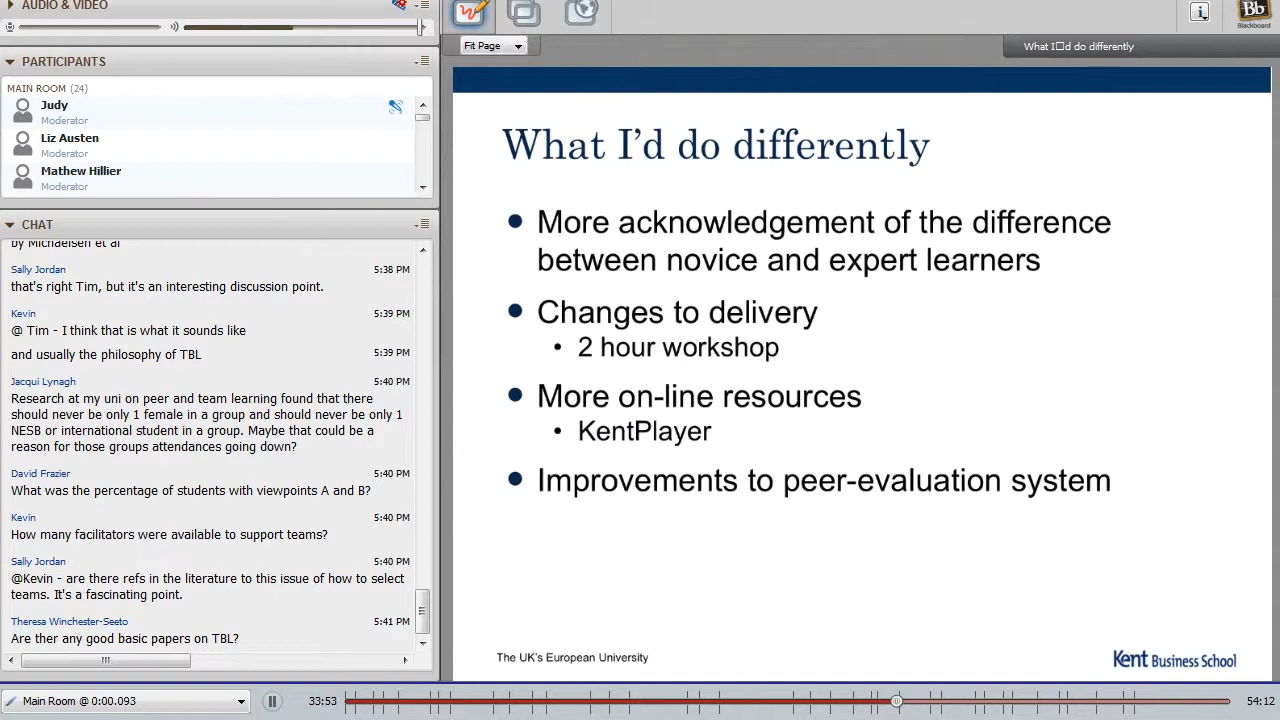 AUDIO & VIDEO
PARTICIPANTS
MAIN ROOM (24)
Judy
Moderator
Liz Austen
Moderator
Mathew Hillier
Moderator
CHAT
by Michaelsen et al
Sally Jordan 5:38 PM
that's right Tim, but it's an interesting discussion point.
Kevin 5:39 PM
@ Tim - I think that is what it sounds like
and usually the philosophy of TBL 5:39 PM
Jacqui Lynagh 5:40 PM
Research at my uni on peer and team learning found that there
should never be only 1 female in a group and should never be only 1
NESB or international student in a group. Maybe that could be a
reason for those groups attendances going down?
David Frazier 5:40 PM
What was the percentage of students with viewpoints A and B?
Kevin 5:40 PM
How many facilitators were available to support teams?
Sally Jordan 5:40 PM
@Kevin - are there refs in the literature to this issue of how to select
teams. It's a fascinating point.
Theresa Winchester-Seeto 5:41 PM
Are ther any good basic papers on TBL?
Main Room @ 0:00.093
33:53
54:12
Fit Page
What I□d do differently
Bb
Blackboard
What I’d do differently
• More acknowledgement of the difference
between novice and expert learners
• Changes to delivery
• 2 hour workshop
• More on-line resources
• KentPlayer
• Improvements to peer-evaluation system
The UK's European University
Kent Business School